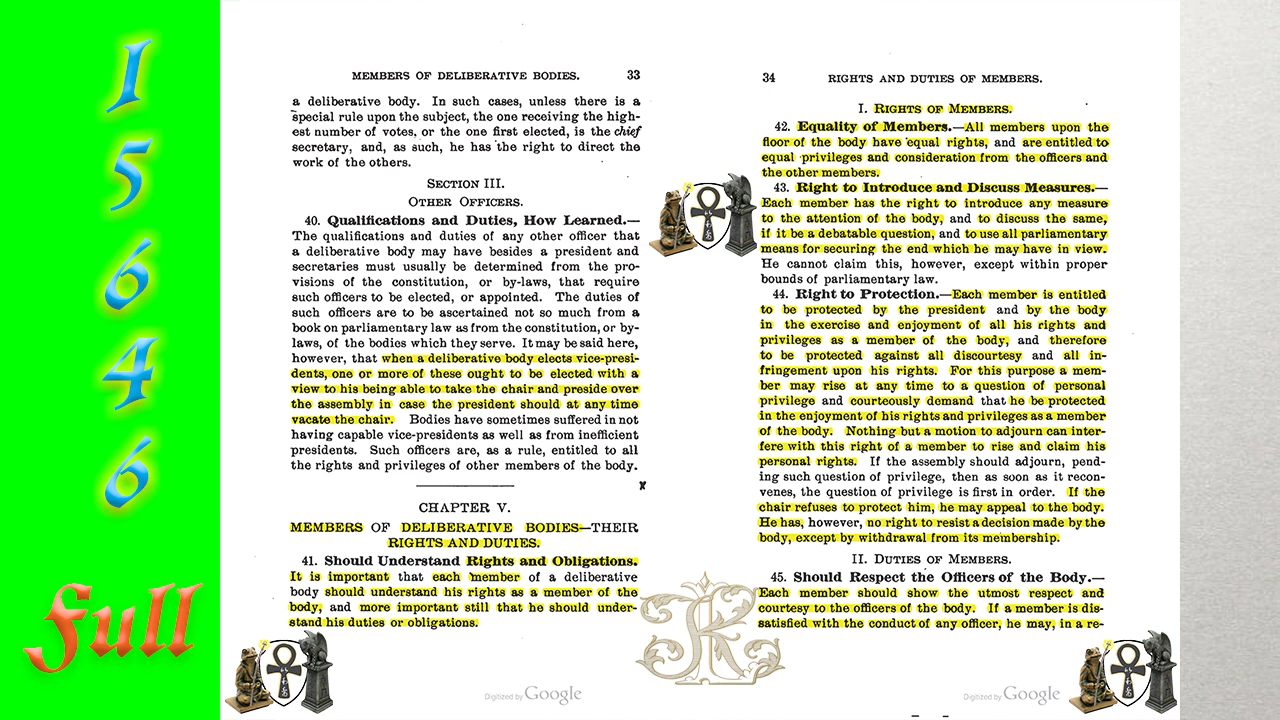 1
5
6
4
6
Full
MEMBERS OF DELIBERATIVE BODIES. 33
a deliberative body. In such cases, unless there is a
special rule upon the subject, the one receiving the high-
est number of votes, or the one first elected, is the chief
secretary, and, as such, he has the right to direct the
work of the others.
SECTION III.
OTHER OFFICERS.
40. Qualifications and Duties, How Learned.—
The qualifications and duties of any other officer that
a deliberative body may have besides a president and
secretaries must usually be determined from the pro-
visions of the constitution, or by-laws, that require
such officers to be elected, or appointed. The duties of
such officers are to be ascertained not so much from a
book on parliamentary law as from the constitution, or by-
laws, of the bodies which they serve. It may be said here,
however, that when a deliberative body elects vice-presi-
dents, one or more of these ought to be elected with a
view to his being able to take the chair and preside over
the assembly in case the president should at any time
vacate the chair. Bodies have sometimes suffered in not
having capable vice-presidents as well as from inefficient
presidents. Such officers are, as a rule, entitled to all
the rights and privileges of other members of the body.
CHAPTER V.
MEMBERS OF DELIBERATIVE BODIES—THEIR
RIGHTS AND DUTIES.
41. Should Understand Rights and Obligations.
It is important that each member of a deliberative
body should understand his rights as a member of the
body, and more important still that he should under-
stand his duties or obligations.
Digitized by Google
34 RIGHTS AND DUTIES OF MEMBERS.
I. RIGHTS OF MEMBERS.
42. Equality of Members.—All members upon the
floor of the body have equal rights, and are entitled to
equal privileges and consideration from the officers and
the other members.
43. Right to Introduce and Discuss Measures.—
Each member has the right to introduce any measure
to the attention of the body, and to discuss the same,
if it be a debatable question, and to use all parliamentary
means for securing the end which he may have in view.
He cannot claim this, however, except within proper
bounds of parliamentary law.
44. Right to Protection.—Each member is entitled
to be protected by the president and by the body
in the exercise and enjoyment of all his rights and
privileges as a member of the body, and therefore
to be protected against all discourtesy and all in-
fringement upon his rights. For this purpose a mem-
ber may rise at any time to a question of personal
privilege and courteously demand that he be protected
in the enjoyment of his rights and privileges as a member
of the body. Nothing but a motion to adjourn can inter-
fere with this right of a member to rise and claim his
personal rights. If the assembly should adjourn, pend-
ing such question of privilege, then as soon as it recon-
venes, the question of privilege is first in order. If the
chair refuses to protect him, he may appeal to the body.
He has, however, no right to resist a decision made by the
body, except by withdrawal from its membership.
II. DUTIES OF MEMBERS.
45. Should Respect the Officers of the Body.—
Each member should show the utmost respect and
courtesy to the officers of the body. If a member is dis-
satisfied with the conduct of any officer, he may, in a re-
Digitized by Google